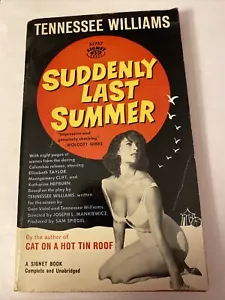 TENNESSEE WILLIAMS
SIGNET
BOOKS
SUDDENLY
LAST
SUMMER
"Impressive and
genuinely shocking"
WOLCOTT GIBBS
With eight pages of
scenes from the daring
Columbia release, starring
Elizabeth TAYLOR,
Montgomery CLIFT, and
Katharine HEPBURN
Based on the play by
TENNESSEE WILLIAMS, written
for the screen by
Gore Vidal and Tennessee Williams.
Directed by JOSEPH L. MANKIEWICZ.
Produced by SAM SPIEGEL
By the author of
CAT ON A HOT TIN ROOF
A SIGNET BOOK
Complete and Unabridged